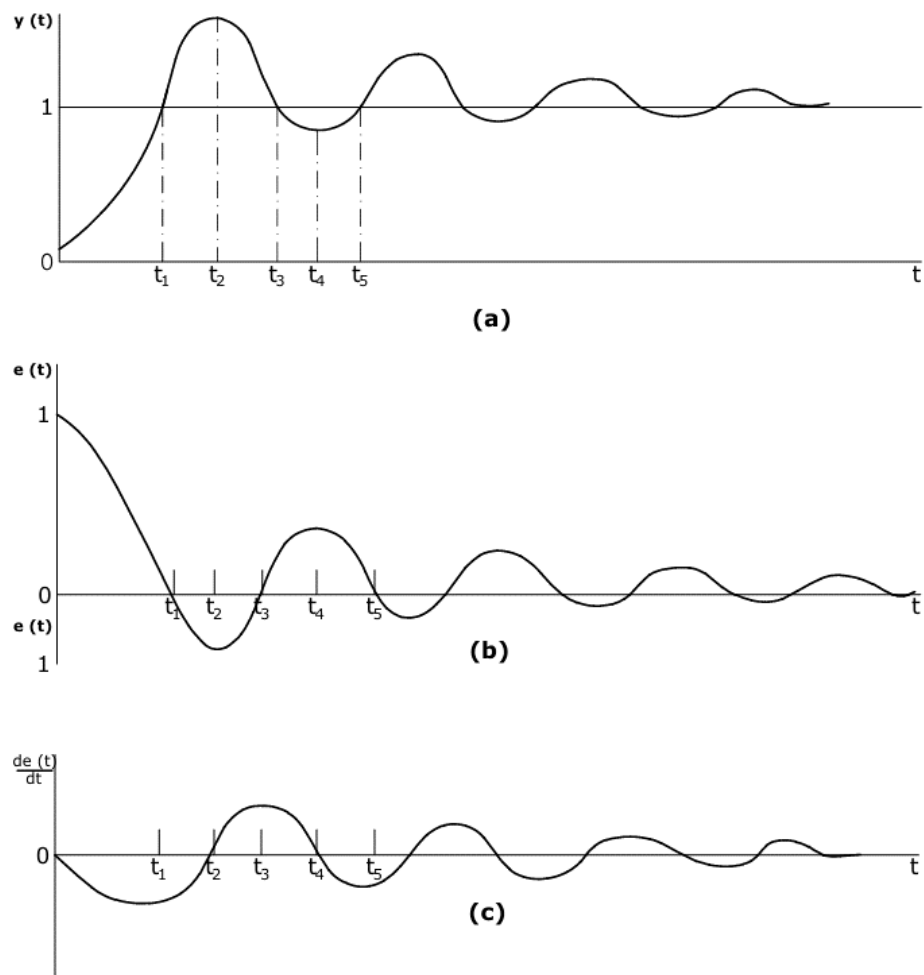 y (t)
1
0
t₁ t₂ t₃ t₄ t₅ t
(a)
e (t)
1
0
t₁ t₂ t₃ t₄ t₅ t
e (t)
1
(b)
de (t)
dt
0
t₁ t₂ t₃ t₄ t₅ t
(c)